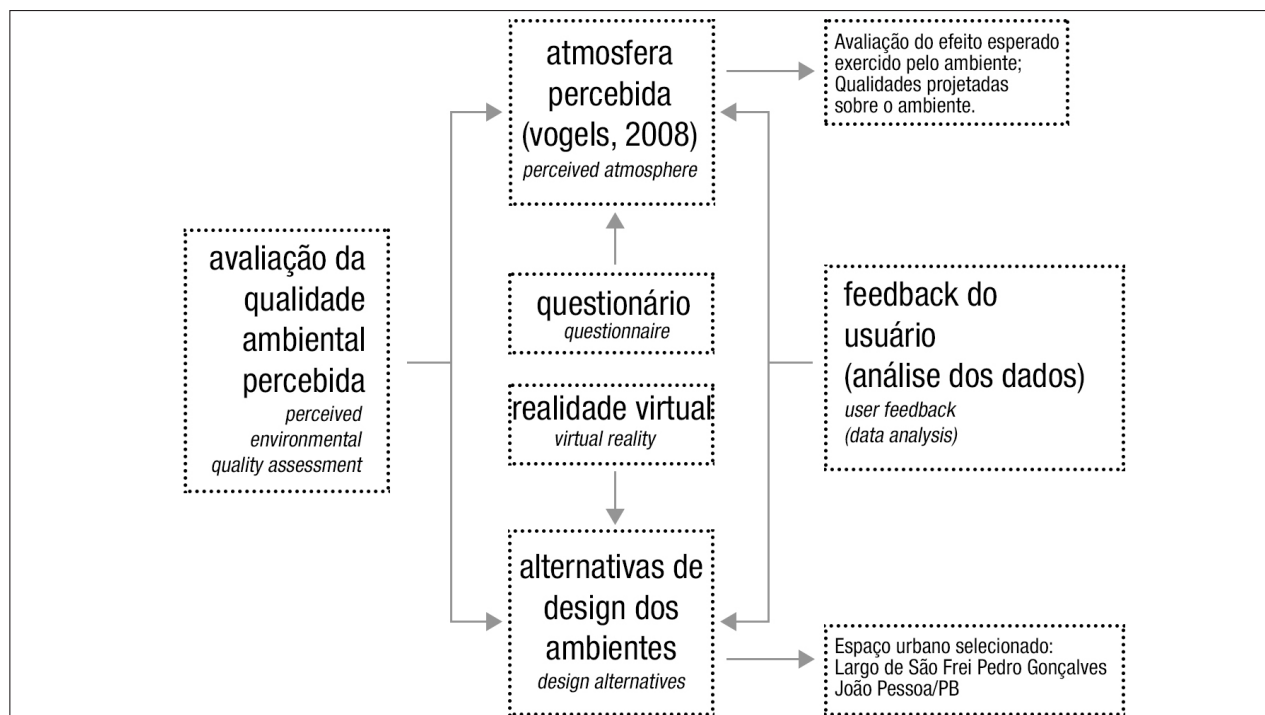 atmosfera
percebida
(vogels, 2008)
perceived atmosphere
Avaliação do efeito esperado
exercido pelo ambiente;
Qualidades projetadas
sobre o ambiente.
avaliação da
qualidade
ambiental
percebida
perceived
environmental
quality assessment
questionário
questionnaire
realidade virtual
virtual reality
feedback do
usuário
(análise dos dados)
user feedback
(data analysis)
alternativas de
design dos
ambientes
design alternatives
Espaço urbano selecionado:
Largo de São Frei Pedro Gonçalves
João Pessoa/PB